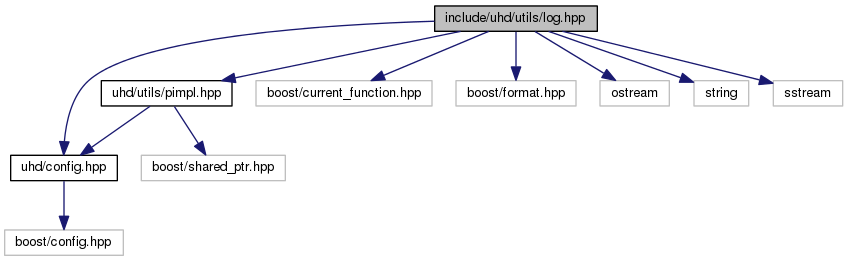 include/uhd/utils/log.hpp
uhd/utils/pimpl.hpp
boost/current_function.hpp
boost/format.hpp
ostream
string
sstream
uhd/config.hpp
boost/shared_ptr.hpp
boost/config.hpp